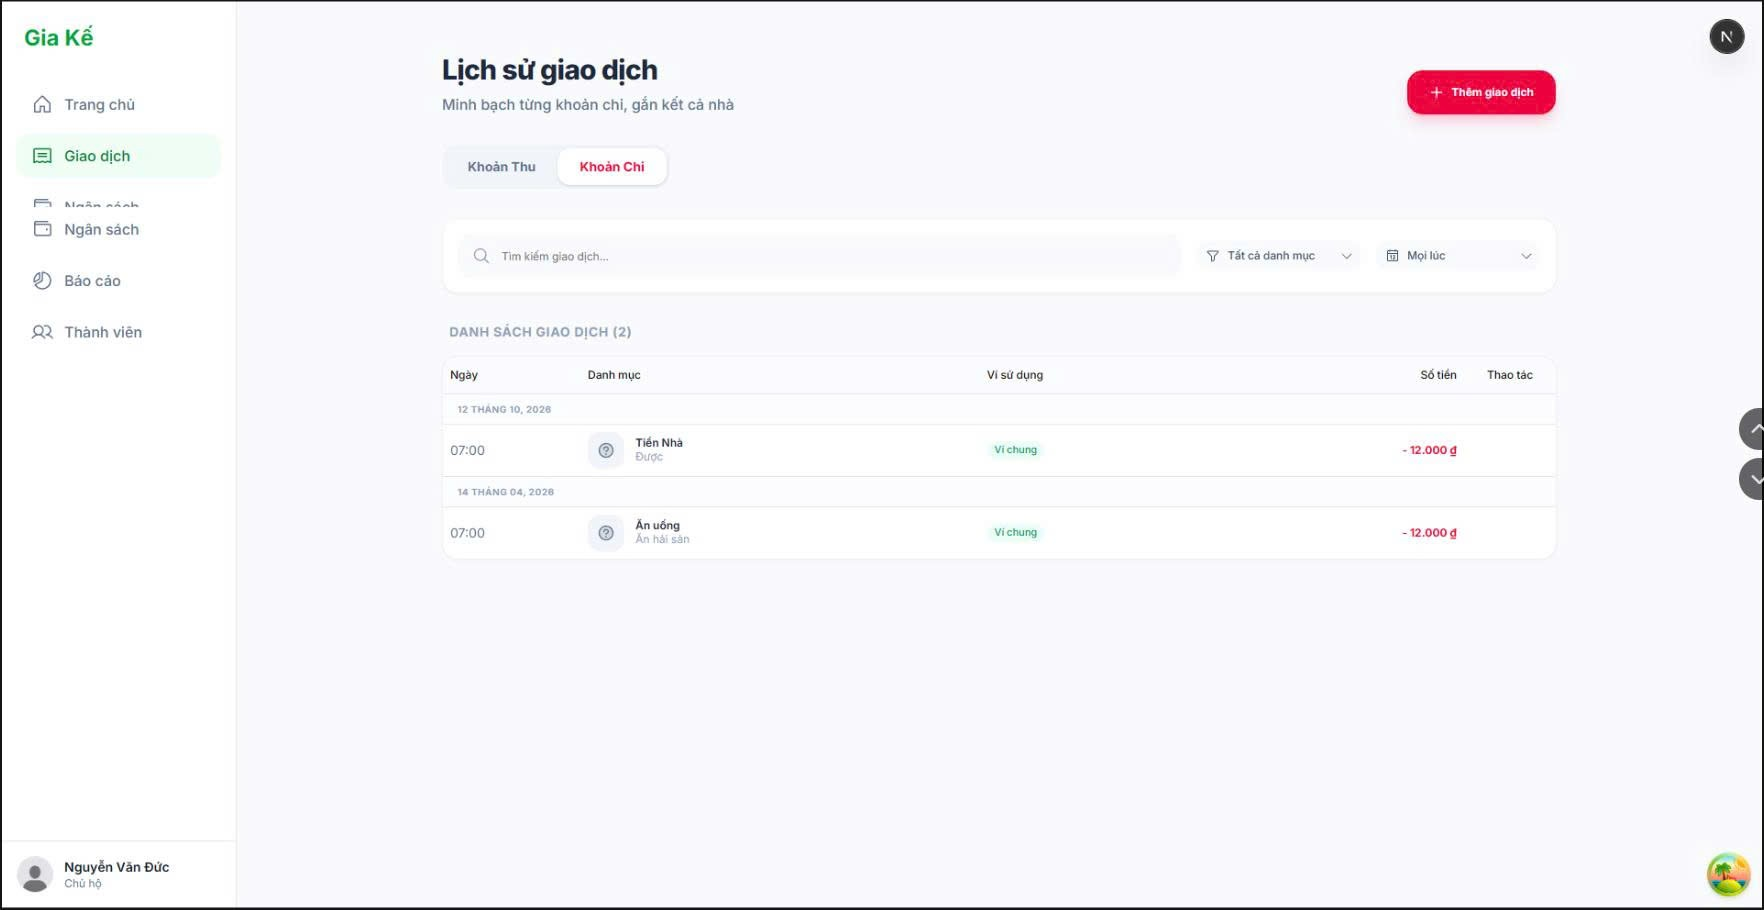 Gia Kế
Trang chủ
Giao dịch
Ngân sách
Ngân sách
Báo cáo
Thành viên
Nguyễn Văn Đức
Chủ hộ
Lịch sử giao dịch
Minh bạch từng khoản chi, gắn kết cả nhà
Thêm giao dịch
N
Khoản Thu
Khoản Chi
Tìm kiếm giao dịch...
Tất cả danh mục
Mọi lúc
DANH SÁCH GIAO DỊCH (2)
Ngày Danh mục Ví sử dụng Số tiền Thao tác
12 THÁNG 10, 2026
07:00 Tiền Nhà Ví chung - 12.000 ₫
Được
14 THÁNG 04, 2026
07:00 Ăn uống Ví chung - 12.000 ₫
Ăn hải sản